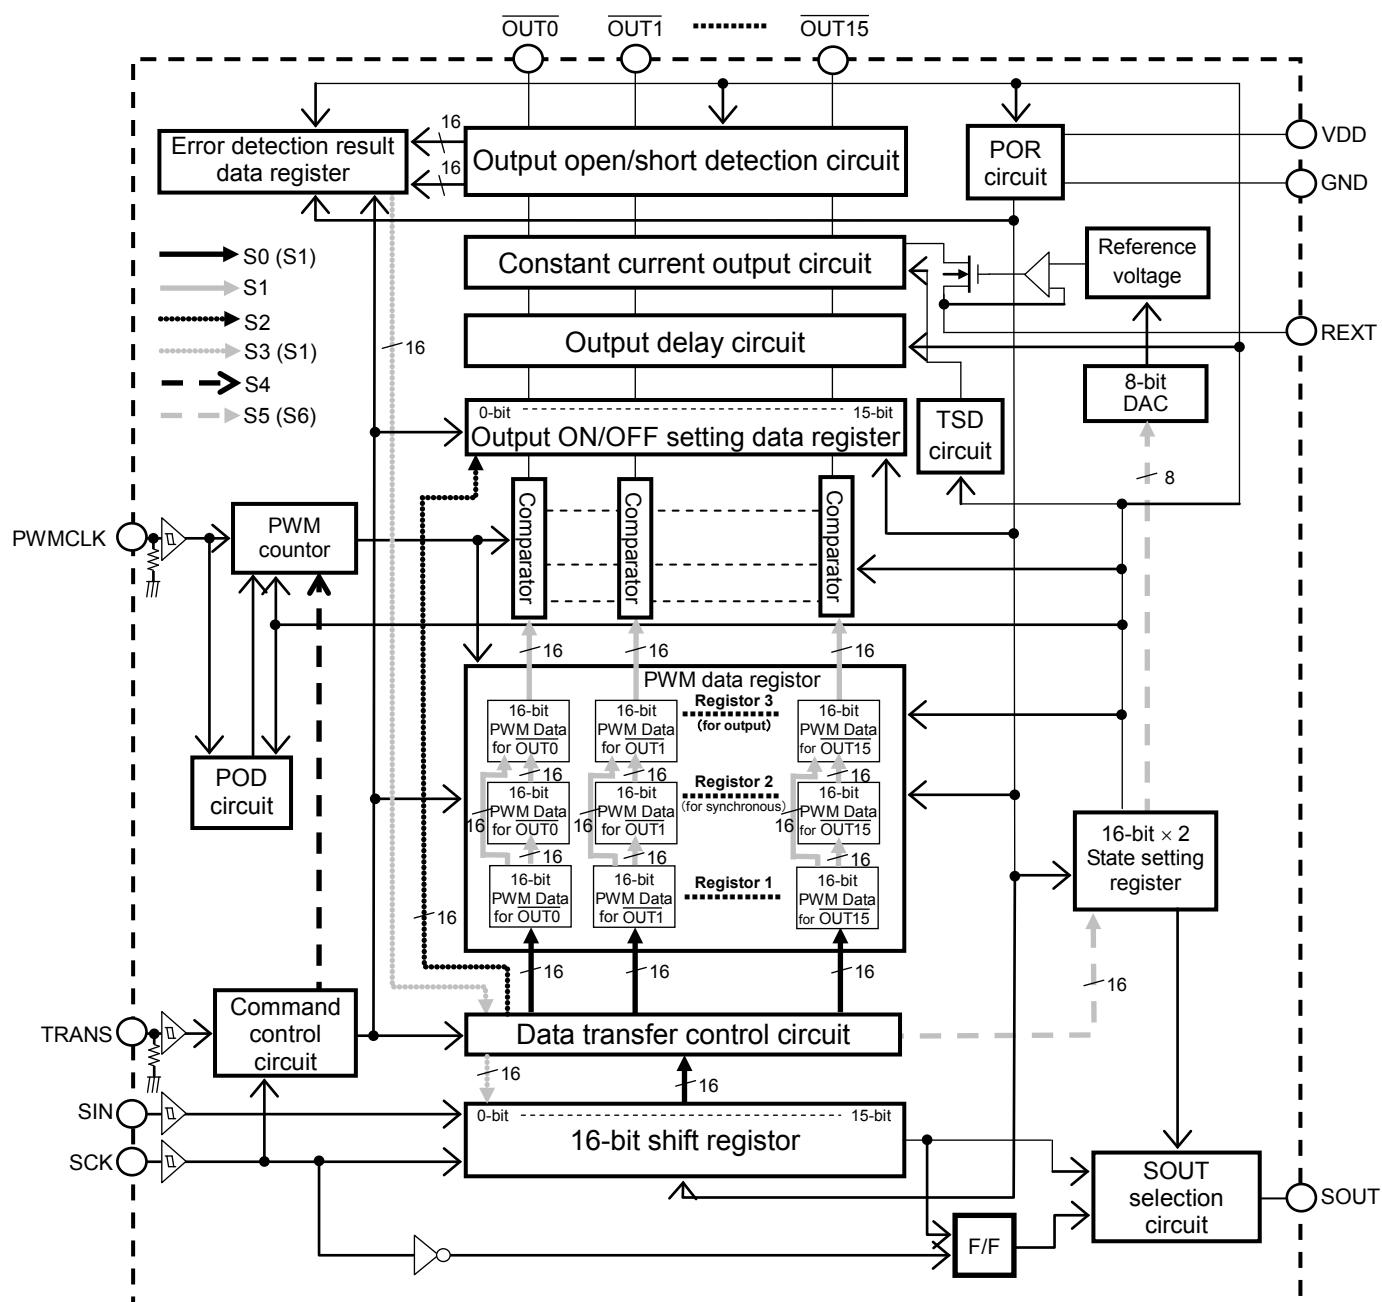 OUT0 OUT1 OUT15
VDD
GND
REXT
PWMCLK
TRANS
SIN
SCK
SOUT
Error detection result
data register
16
16
Output open/short detection circuit
POR
circuit
S0 (S1)
S1
S2
S3 (S1)
S4
S5 (S6)
Constant current output circuit
Reference
voltage
Output delay circuit
16
8-bit
DAC
0-bit 15-bit
Output ON/OFF setting data register
TSD
circuit
8
PWM
countor
Comparator
Comparator
Comparator
16 16 16
PWM data registor
16-bit
PWM Data
for OUT0
16-bit
PWM Data
for OUT1
Registor 3
(for output)
16-bit
PWM Data
for OUT15
16 16 16
POD
circuit
16-bit
PWM Data
for OUT0
16-bit
PWM Data
for OUT1
Registor 2
(for synchronous)
16-bit
PWM Data
for OUT15
16 16 16
16 16 16
16-bit
PWM Data
for OUT0
16-bit
PWM Data
for OUT1
Registor 1
16-bit
PWM Data
for OUT15
16-bit × 2
State setting
register
16
16 16 16
16
Command
control
circuit
Data transfer control circuit
16 16
0-bit 15-bit
16-bit shift registor
SOUT
selection
circuit
F/F